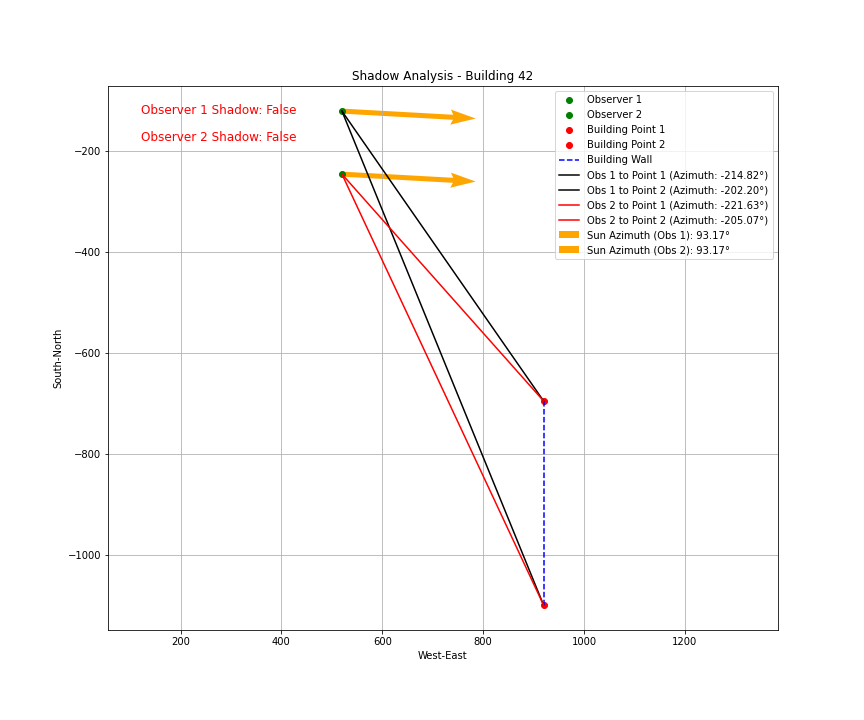 Shadow Analysis - Building 42
Observer 1 Shadow: False
Observer 2 Shadow: False
Observer 1
Observer 2
Building Point 1
Building Point 2
Building Wall
Obs 1 to Point 1 (Azimuth: -214.82°)
Obs 1 to Point 2 (Azimuth: -202.20°)
Obs 2 to Point 1 (Azimuth: -221.63°)
Obs 2 to Point 2 (Azimuth: -205.07°)
Sun Azimuth (Obs 1): 93.17°
Sun Azimuth (Obs 2): 93.17°
South-North
−200
−400
−600
−800
−1000
200 400 600 800 1000 1200
West-East